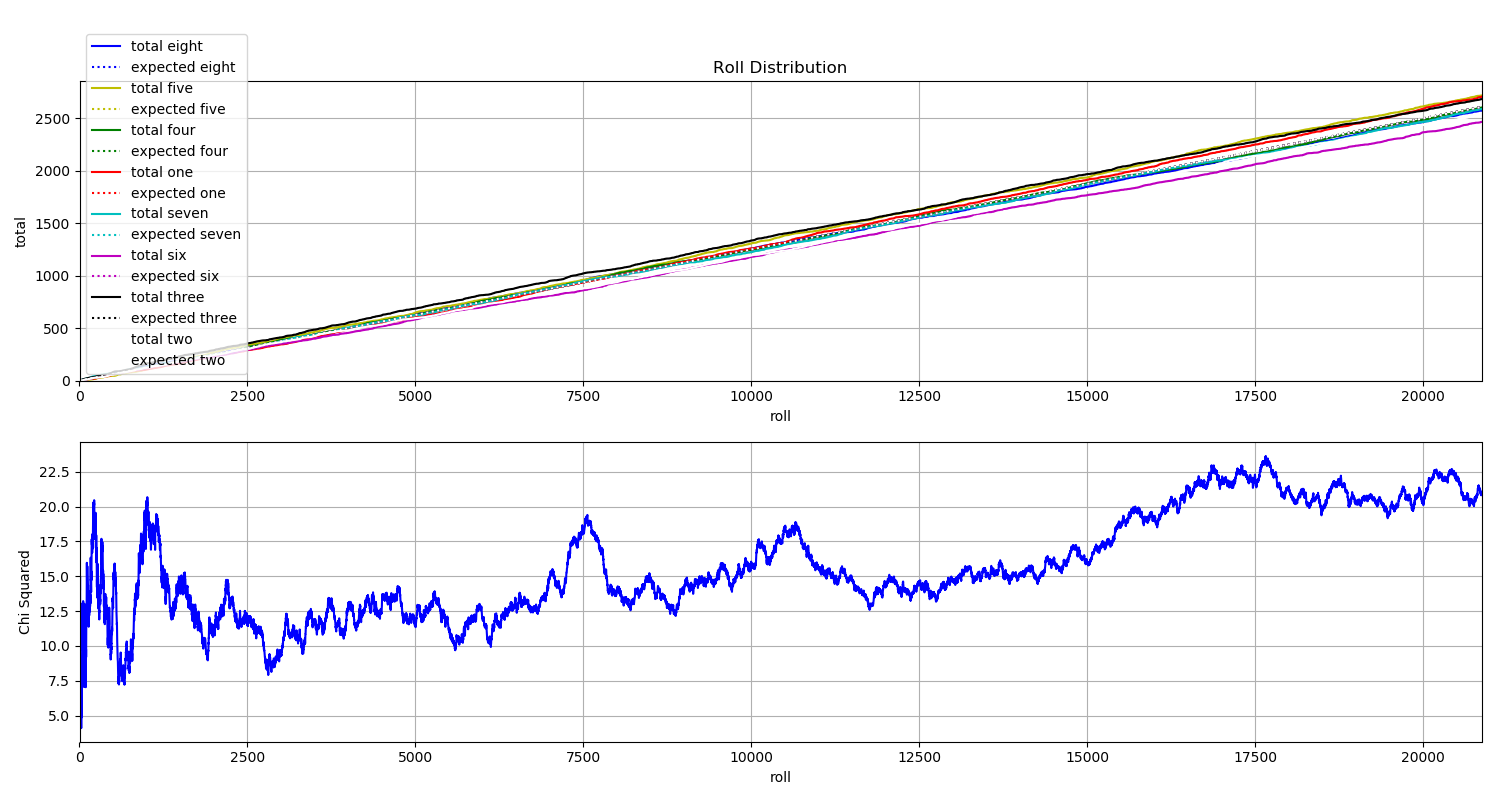 Roll Distribution
total eight
expected eight
total five
expected five
total four
expected four
total one
expected one
total seven
expected seven
total six
expected six
total three
expected three
total two
expected two
total
2500
2000
1500
1000
500
0
0 2500 5000 7500 10000 12500 15000 17500 20000
roll
Chi Squared
22.5
20.0
17.5
15.0
12.5
10.0
7.5
5.0
0 2500 5000 7500 10000 12500 15000 17500 20000
roll